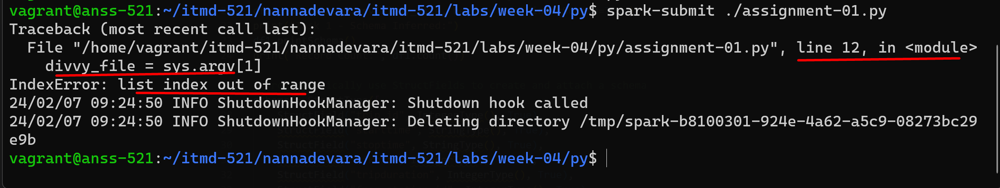 vagrant@anss-521:~/itmd-521/nannadevara/itmd-521/labs/week-04/py$ spark-submit ./assignment-01.py
Traceback (most recent call last):
  File "/home/vagrant/itmd-521/nannadevara/itmd-521/labs/week-04/py/assignment-01.py", line 12, in <module>
    divvy_file = sys.argv[1]
IndexError: list index out of range
24/02/07 09:24:50 INFO ShutdownHookManager: Shutdown hook called
24/02/07 09:24:50 INFO ShutdownHookManager: Deleting directory /tmp/spark-b8100301-924e-4a62-a5c9-08273bc29
e9b
vagrant@anss-521:~/itmd-521/nannadevara/itmd-521/labs/week-04/py$